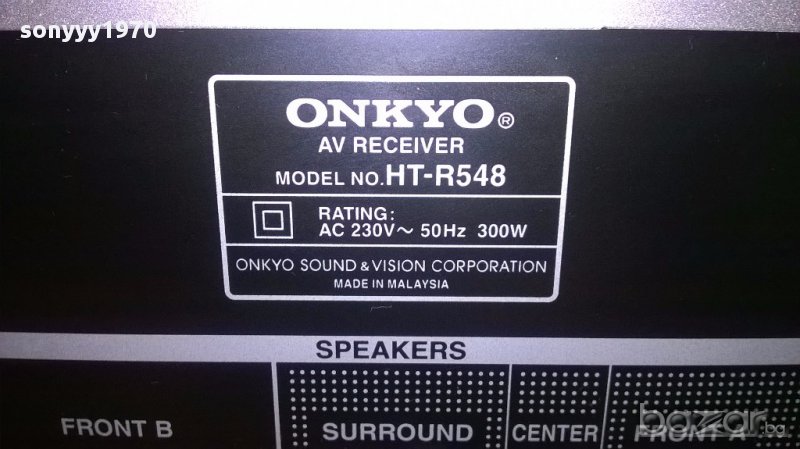 sonyyy1970
ONKYO®
AV RECEIVER
MODEL NO. HT-R548
RATING:
AC 230V～ 50Hz 300W
ONKYO SOUND & VISION CORPORATION
MADE IN MALAYSIA
SPEAKERS
FRONT B
SURROUND
CENTER
FRONT A
bazar.bg